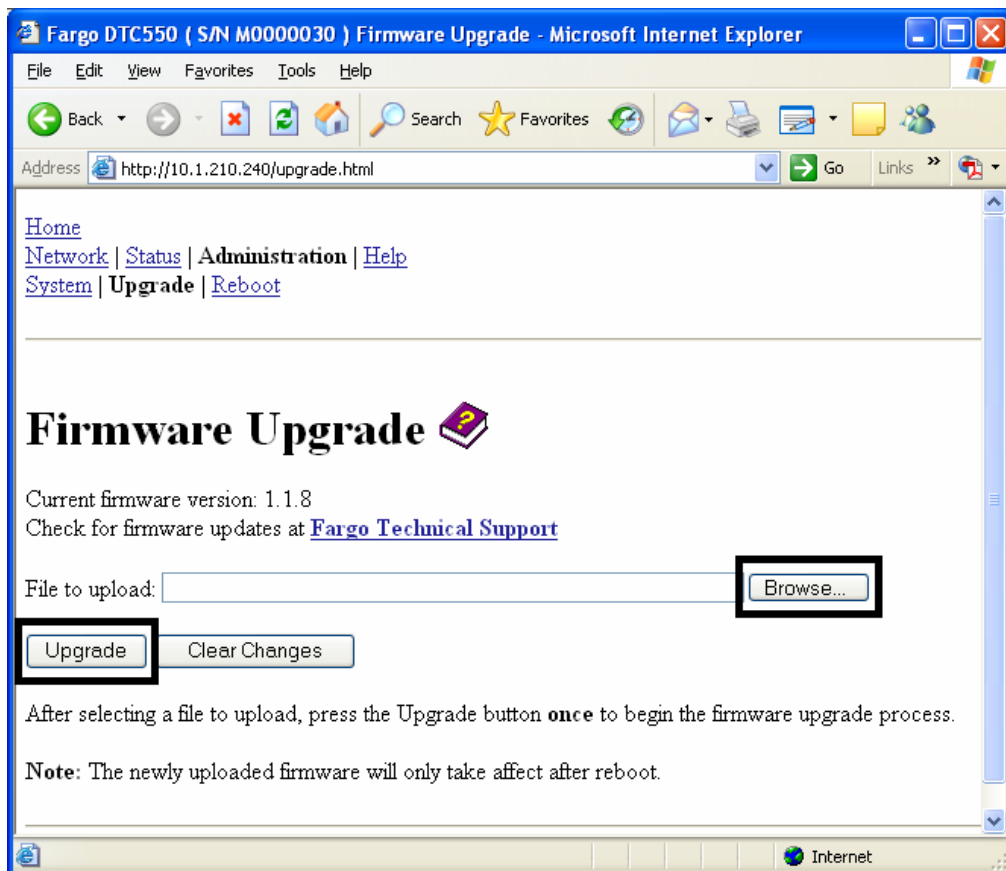 Fargo DTC550 ( S/N M0000030 ) Firmware Upgrade - Microsoft Internet Explorer
File Edit View Favorites Tools Help
Back Search Favorites
Address http://10.1.210.240/upgrade.html Go Links »
Home
Network | Status | Administration | Help
System | Upgrade | Reboot
Firmware Upgrade
Current firmware version: 1.1.8
Check for firmware updates at Fargo Technical Support
File to upload: Browse...
Upgrade Clear Changes
After selecting a file to upload, press the Upgrade button once to begin the firmware upgrade process.
Note: The newly uploaded firmware will only take affect after reboot.
Internet